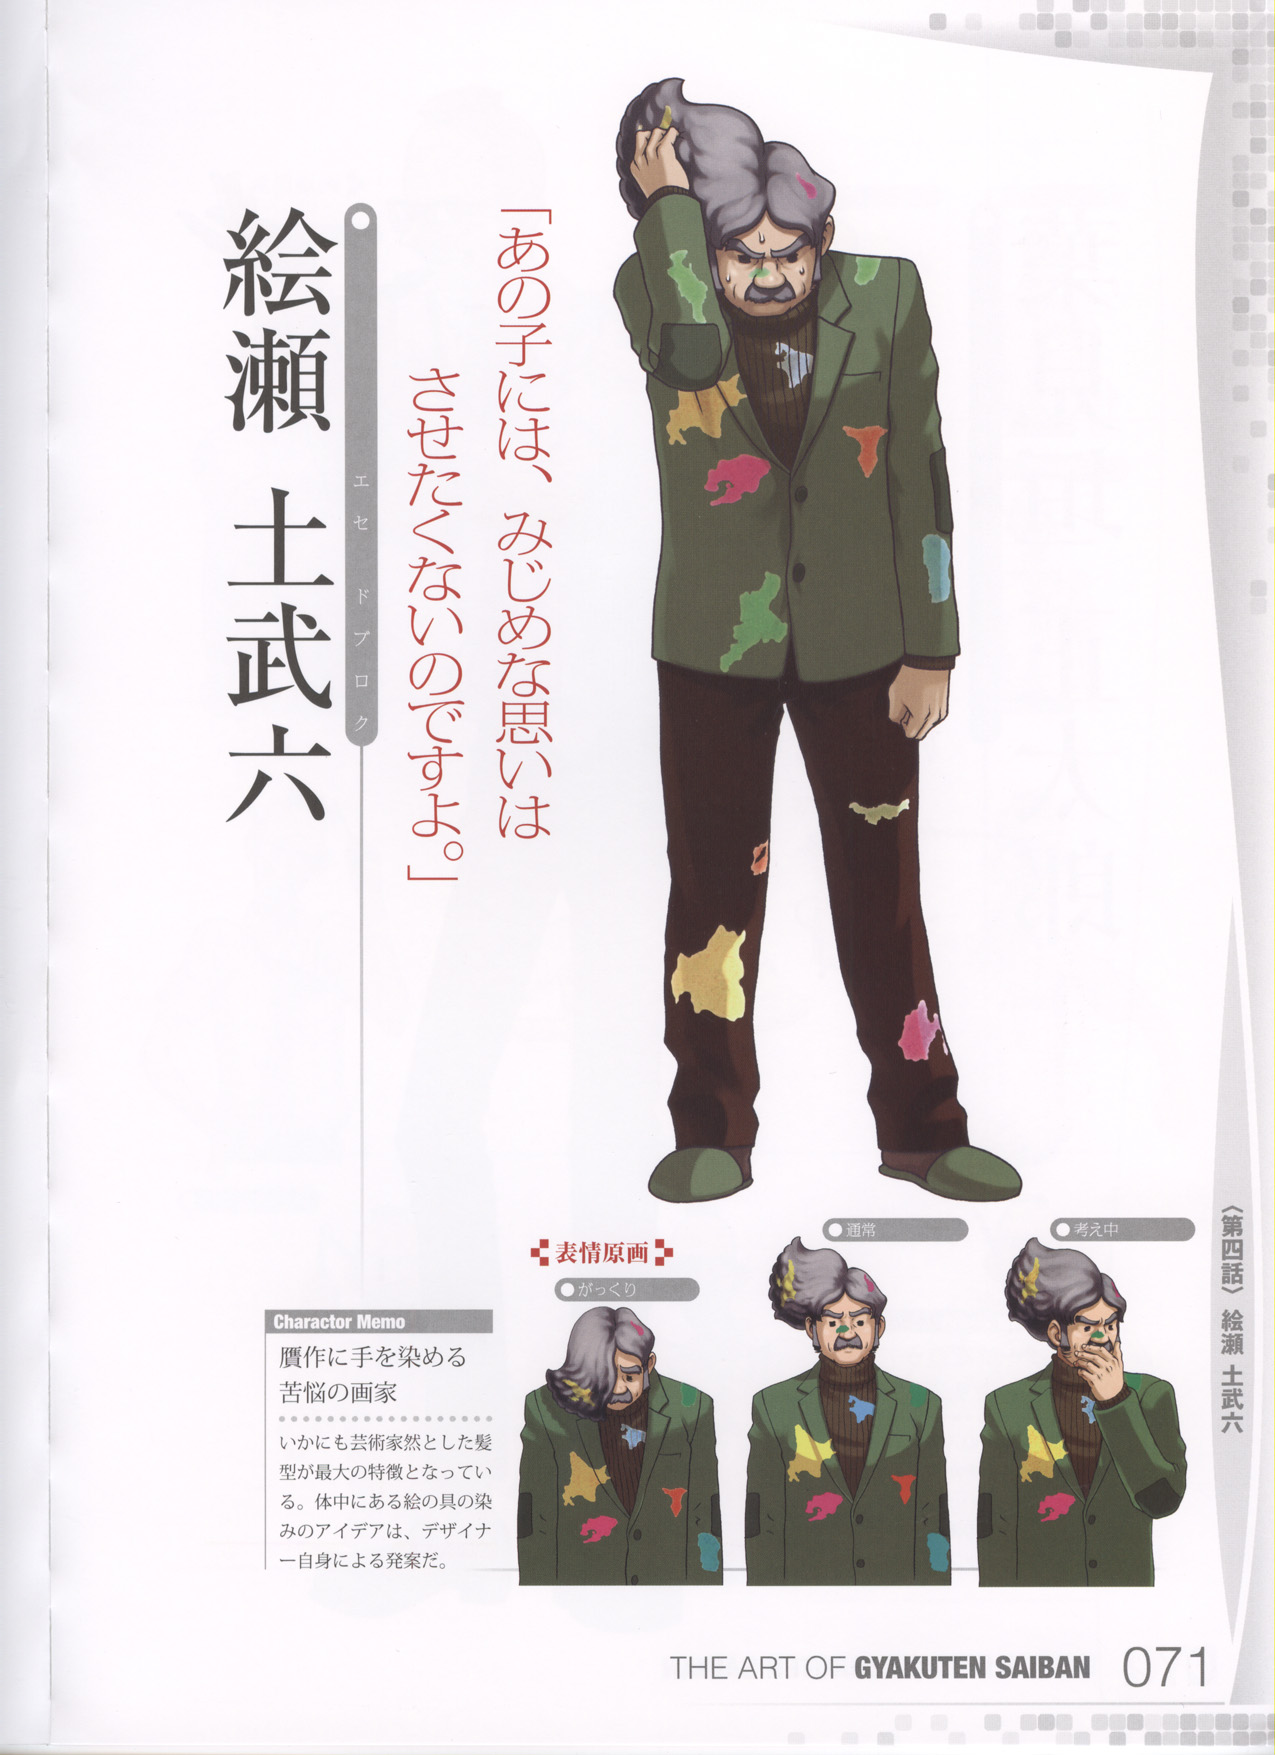 「あの子には、みじめな思いは
させたくないのですよ。」
エセ ドブロク
絵瀬 土武六
表情原画
がっくり
通常
考え中
Charactor Memo
贋作に手を染める
苦悩の画家
いかにも芸術家然とした髪
型が最大の特徴となってい
る。体中にある絵の具の染
みのアイデアは、デザイナ
ー自身による発案だ。
〈第四話〉 絵瀬 土武六
THE ART OF GYAKUTEN SAIBAN 071